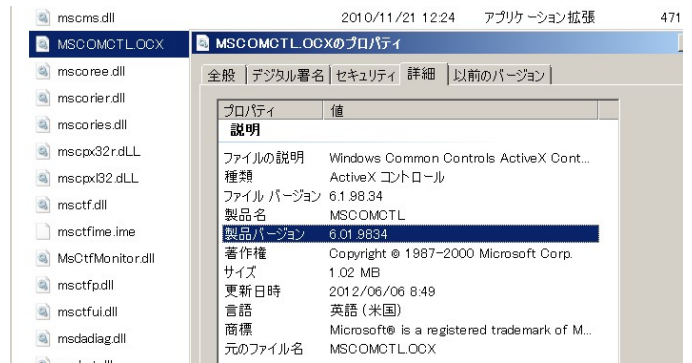 mscms.dll 2010/11/21 12:24 アプリケーション拡張 471
MSCOMCTL.OCX
mscoree.dll
mscorier.dll
mscories.dll
mscpx32r.dLL
mscpxl32.dLL
msctf.dll
msctfime.ime
MsCtfMonitor.dll
msctfp.dll
msctfui.dll
msdadiag.dll
MSCOMCTL.OCXのプロパティ
全般 デジタル署名 セキュリティ 詳細 以前のバージョン
プロパティ 値
説明
ファイルの説明 Windows Common Controls ActiveX Cont...
種類 ActiveX コントロール
ファイル バージョン 6.1.98.34
製品名 MSCOMCTL
製品バージョン 6.01.9834
著作権 Copyright © 1987-2000 Microsoft Corp.
サイズ 1.02 MB
更新日時 2012/06/06 8:49
言語 英語 (米国)
商標 Microsoft® is a registered trademark of M...
元のファイル名 MSCOMCTL.OCX